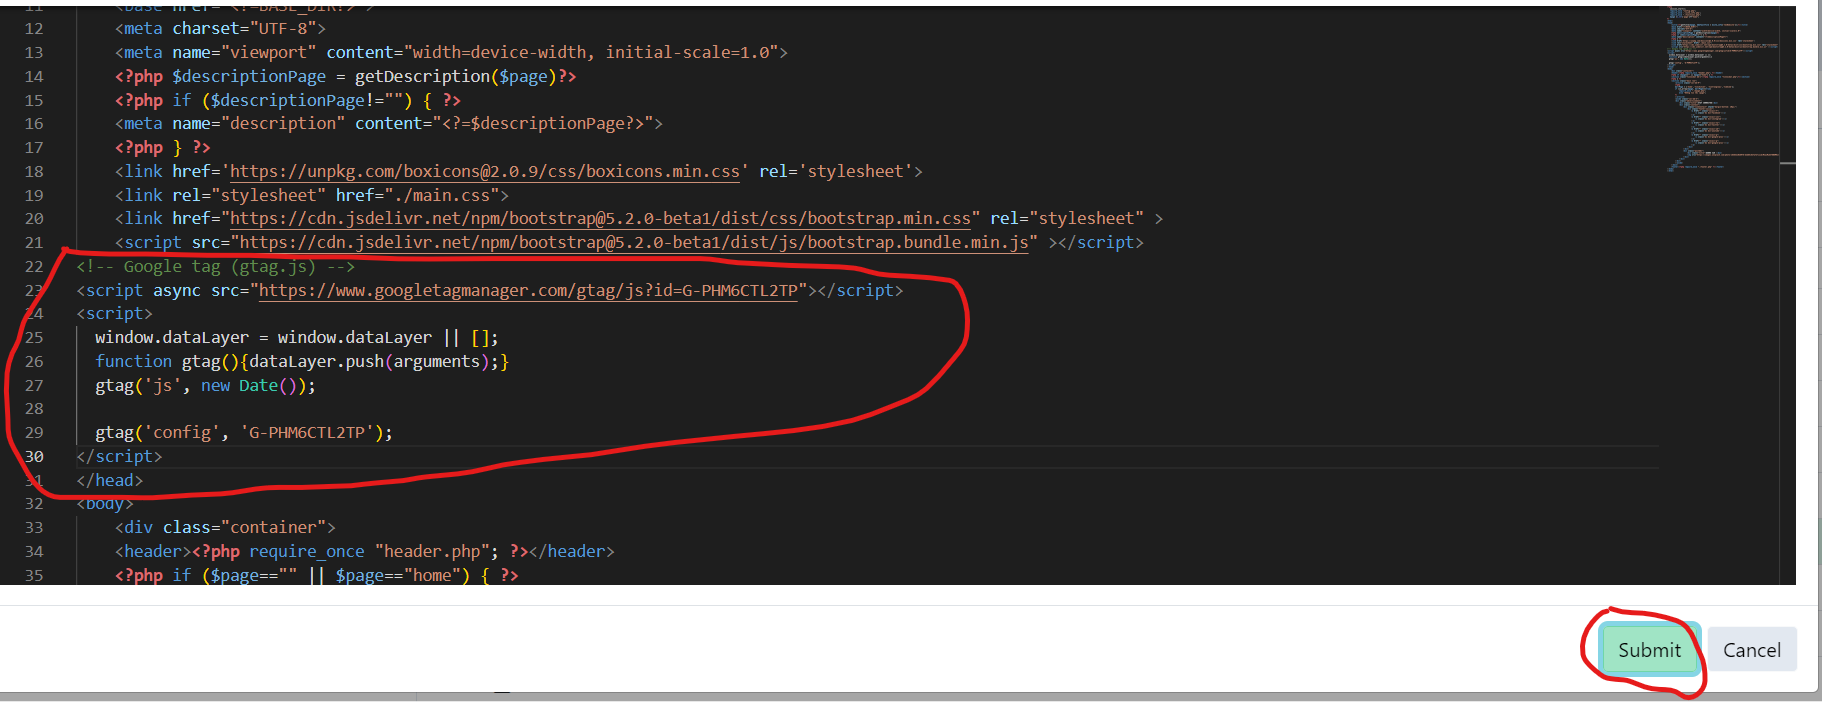 11 <base href="<?=BASE_DIR?>">
12 <meta charset="UTF-8">
13 <meta name="viewport" content="width=device-width, initial-scale=1.0">
14 <?php $descriptionPage = getDescription($page)?>
15 <?php if ($descriptionPage!="") { ?>
16 <meta name="description" content="<?=$descriptionPage?>">
17 <?php } ?>
18 <link href='https://unpkg.com/boxicons@2.0.9/css/boxicons.min.css' rel='stylesheet'>
19 <link rel="stylesheet" href="./main.css">
20 <link href="https://cdn.jsdelivr.net/npm/bootstrap@5.2.0-beta1/dist/css/bootstrap.min.css" rel="stylesheet" >
21 <script src="https://cdn.jsdelivr.net/npm/bootstrap@5.2.0-beta1/dist/js/bootstrap.bundle.min.js" ></script>
22 <!-- Google tag (gtag.js) -->
23 <script async src="https://www.googletagmanager.com/gtag/js?id=G-PHM6CTL2TP"></script>
24 <script>
25 window.dataLayer = window.dataLayer || [];
26 function gtag(){dataLayer.push(arguments);}
27 gtag('js', new Date());
28
29 gtag('config', 'G-PHM6CTL2TP');
30 </script>
31 </head>
32 <body>
33 <div class="container">
34 <header><?php require_once "header.php"; ?></header>
35 <?php if ($page=="" || $page=="home") { ?>
Submit Cancel